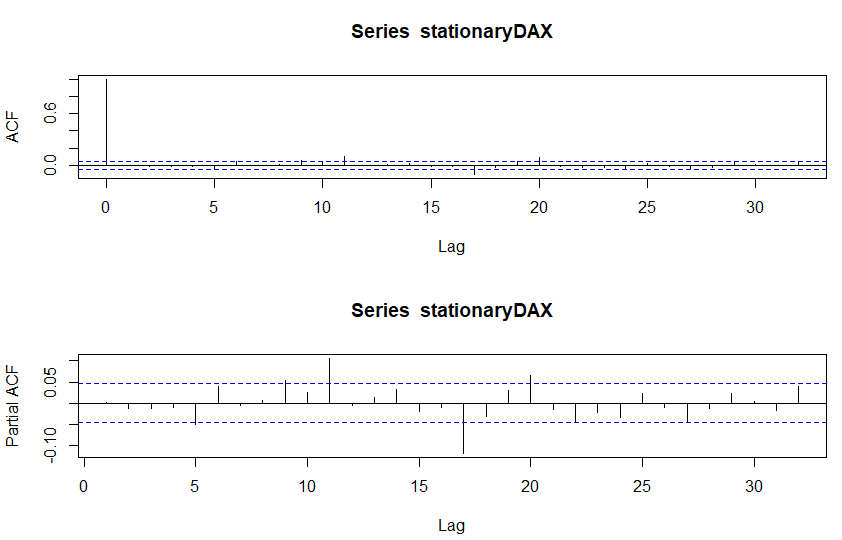 Series stationaryDAX
ACF
0.6
0.0
0 5 10 15 20 25 30
Lag
Series stationaryDAX
Partial ACF
0.05
-0.10
0 5 10 15 20 25 30
Lag